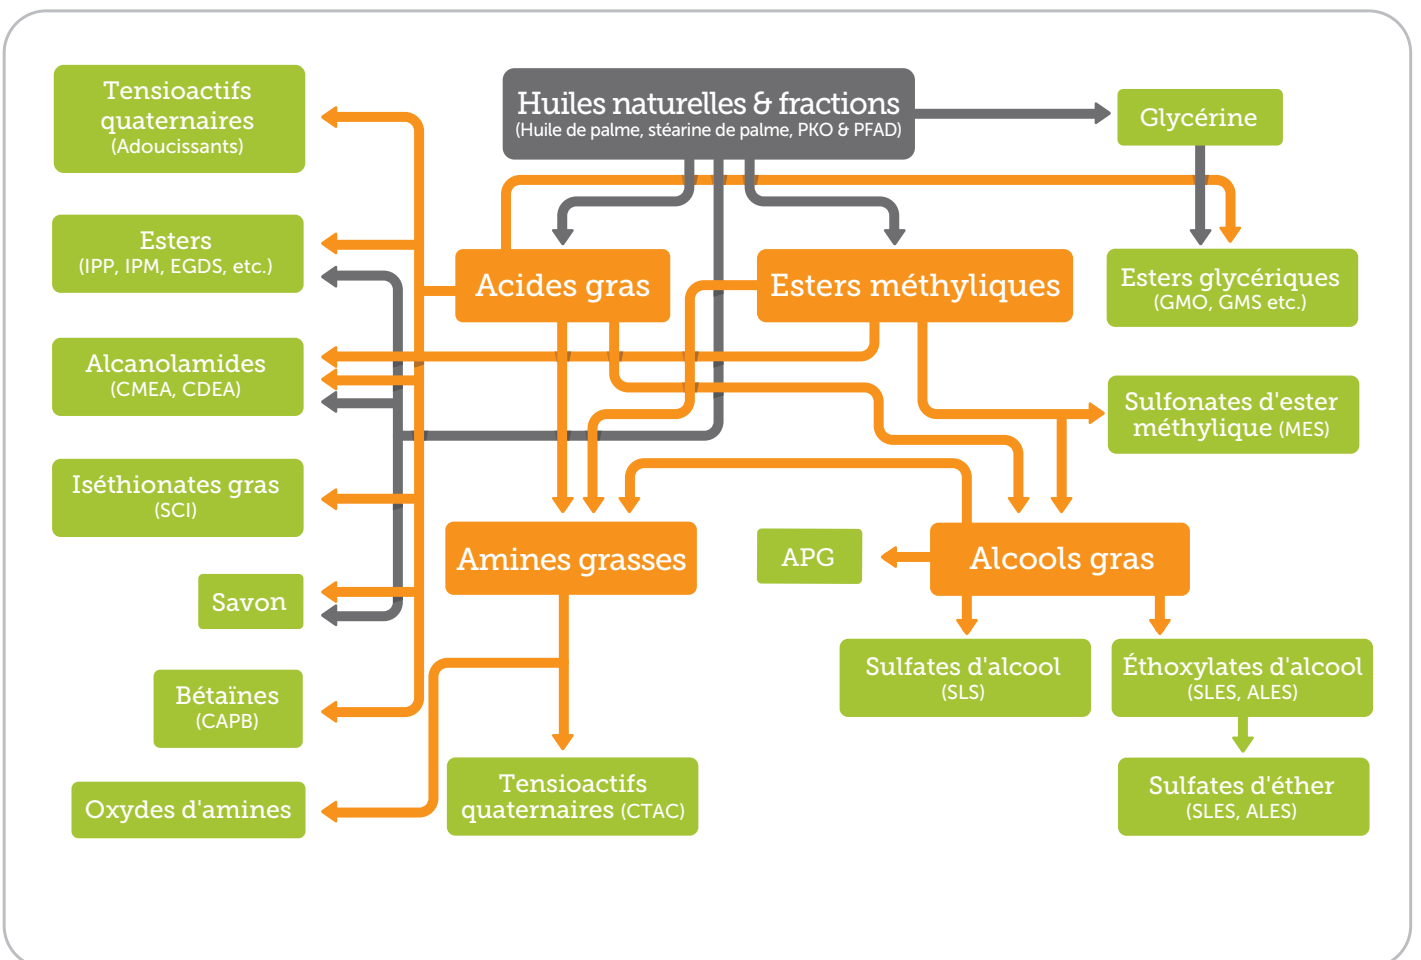 Tensioactifs
quaternaires
(Adoucissants)
Huiles naturelles & fractions
(Huile de palme, stéarine de palme, PKO & PFAD)
Glycérine
Esters
(IPP, IPM, EGDS, etc.)
Acides gras
Esters méthyliques
Esters glycériques
(GMO, GMS etc.)
Alcanolamides
(CMEA, CDEA)
Sulfonates d'ester
méthylique (MES)
Iséthionates gras
(SCI)
Amines grasses
APG
Alcools gras
Savon
Sulfates d'alcool
(SLS)
Éthoxylates d'alcool
(SLES, ALES)
Bétaïnes
(CAPB)
Oxydes d'amines
Tensioactifs
quaternaires (CTAC)
Sulfates d'éther
(SLES, ALES)